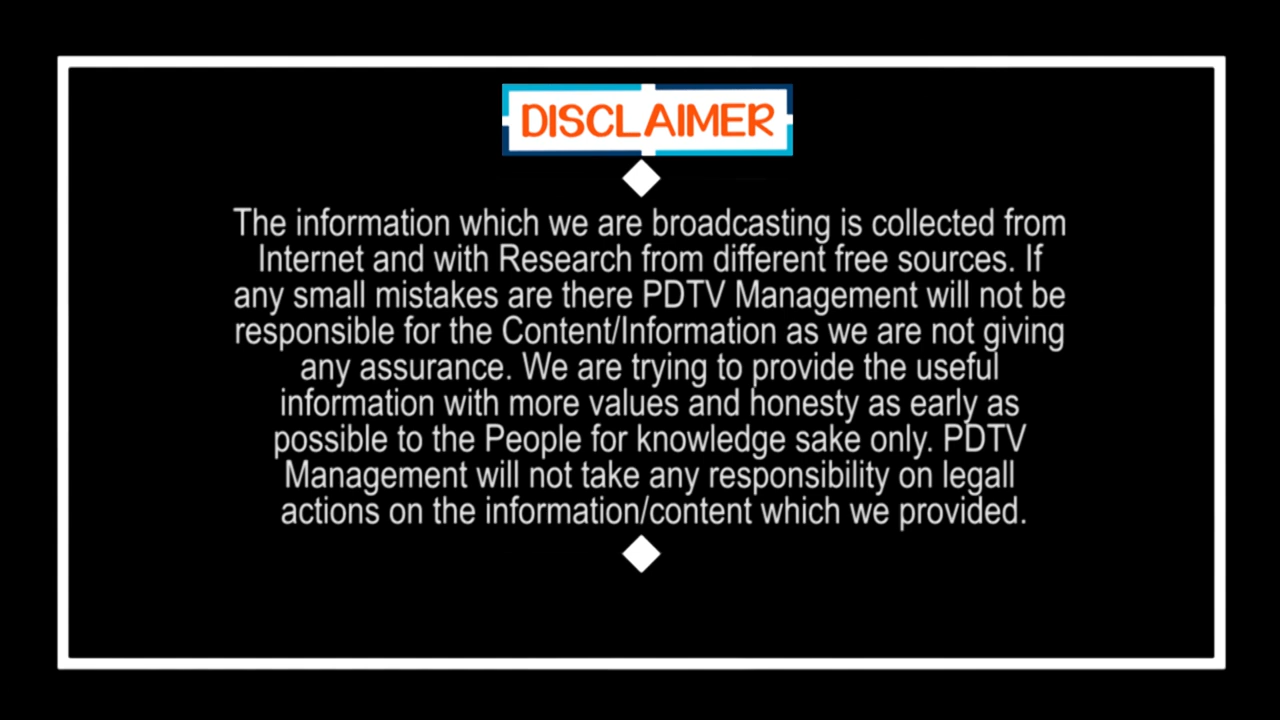 DISCLAIMER
The information which we are broadcasting is collected from
Internet and with Research from different free sources. If
any small mistakes are there PDTV Management will not be
responsible for the Content/Information as we are not giving
any assurance. We are trying to provide the useful
information with more values and honesty as early as
possible to the People for knowledge sake only. PDTV
Management will not take any responsibility on legall
actions on the information/content which we provided.